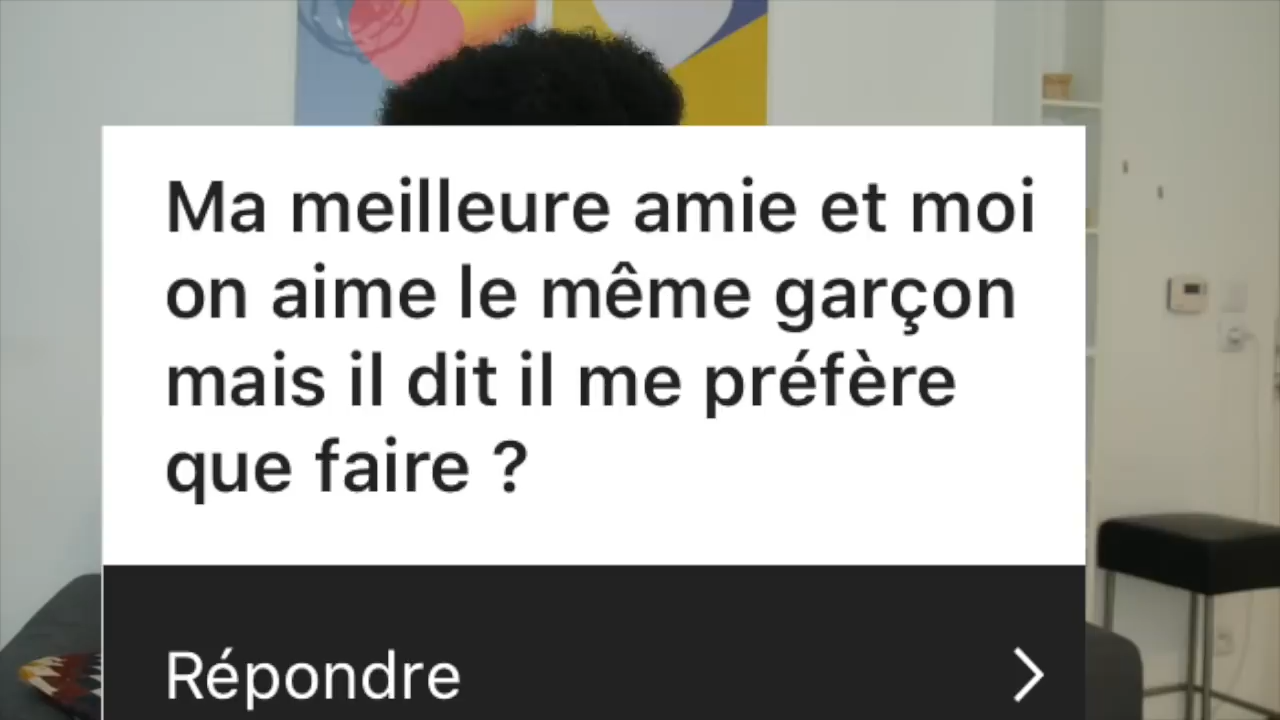 Ma meilleure amie et moi
on aime le même garçon
mais il dit il me préfère
que faire ?
Répondre